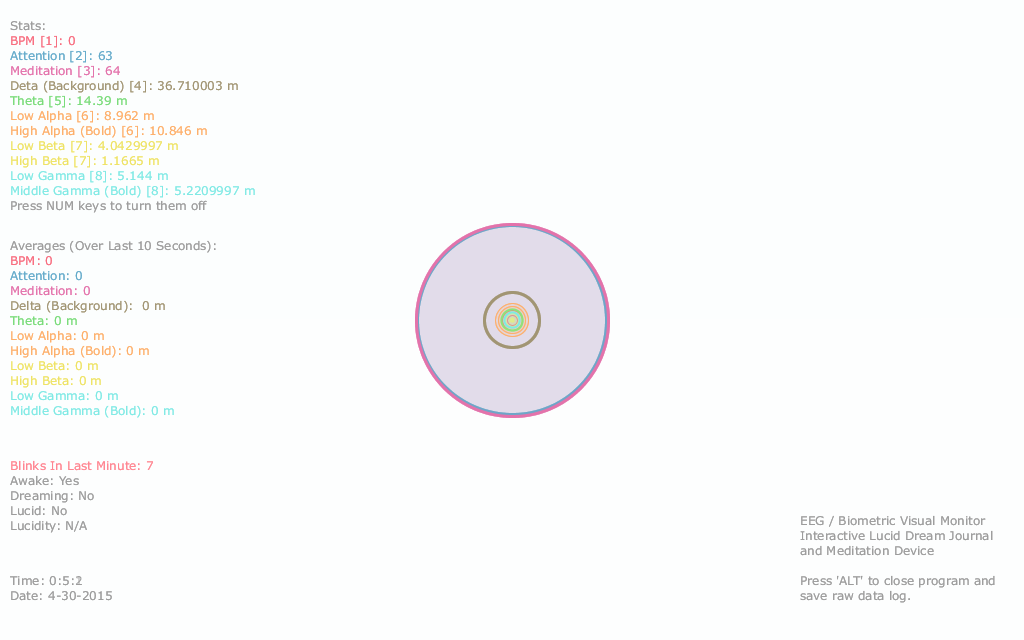 Stats:
BPM [1]: 0
Attention [2]: 63
Meditation [3]: 64
Deta (Background) [4]: 36.710003 m
Theta [5]: 14.39 m
Low Alpha [6]: 8.962 m
High Alpha (Bold) [6]: 10.846 m
Low Beta [7]: 4.0429997 m
High Beta [7]: 1.1665 m
Low Gamma [8]: 5.144 m
Middle Gamma (Bold) [8]: 5.2209997 m
Press NUM keys to turn them off
Averages (Over Last 10 Seconds):
BPM: 0
Attention: 0
Meditation: 0
Delta (Background):  0 m
Theta: 0 m
Low Alpha: 0 m
High Alpha (Bold): 0 m
Low Beta: 0 m
High Beta: 0 m
Low Gamma: 0 m
Middle Gamma (Bold): 0 m
Blinks In Last Minute: 7
Awake: Yes
Dreaming: No
Lucid: No
Lucidity: N/A
Time: 0:5:2
Date: 4-30-2015
EEG / Biometric Visual Monitor
Interactive Lucid Dream Journal
and Meditation Device
Press 'ALT' to close program and
save raw data log.